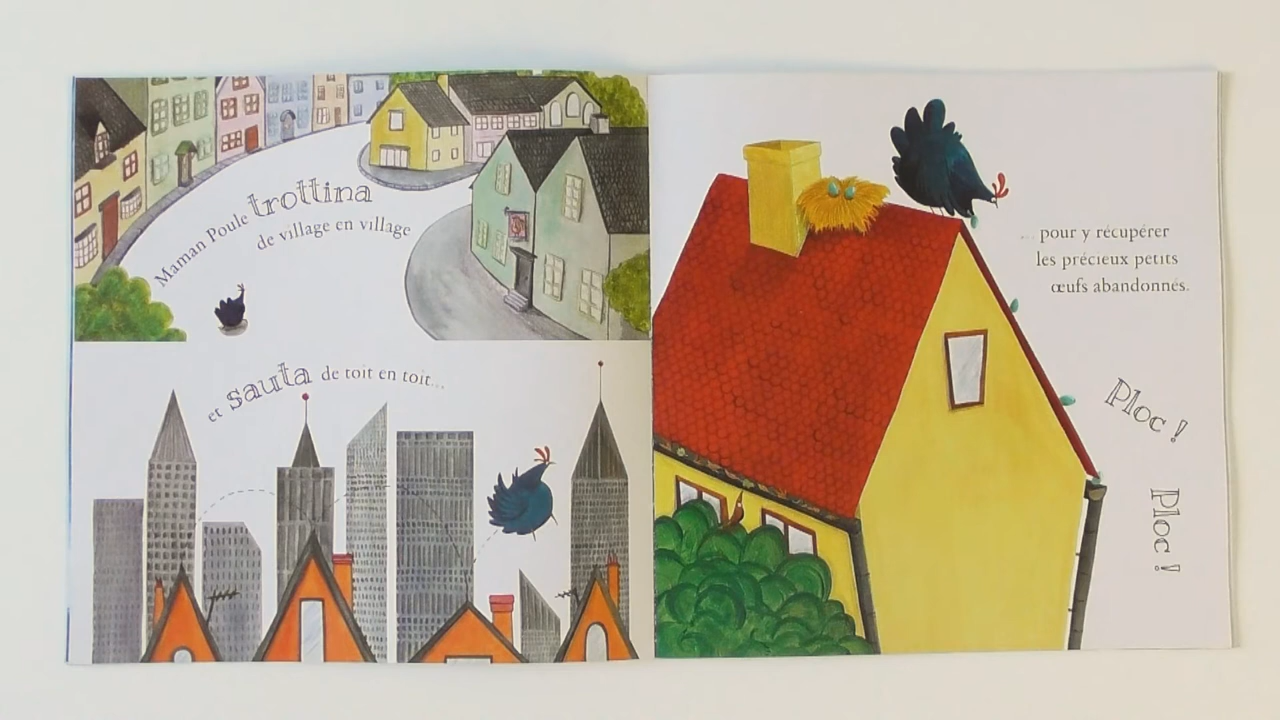 Maman Poule trottina
de village en village
et sauta de toit en toit...
... pour y récupérer
les précieux petits
œufs abandonnés.
Ploc !
Ploc !